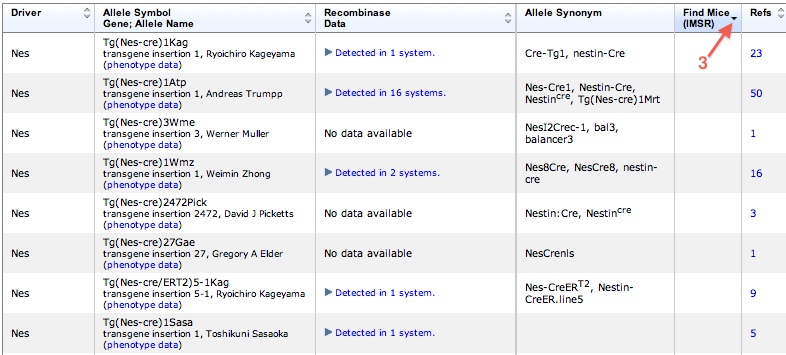 Driver
Allele Symbol
Gene; Allele Name
Recombinase
Data
Allele Synonym
Find Mice
(IMSR)
Refs
3
Nes
Tg(Nes-cre)1Kag
transgene insertion 1, Ryoichiro Kageyama
(phenotype data)
Detected in 1 system.
Cre-Tg1, nestin-Cre
23
Nes
Tg(Nes-cre)1Atp
transgene insertion 1, Andreas Trumpp
(phenotype data)
Detected in 16 systems.
Nes-Cre1, Nestin-Cre,
Nestincre, Tg(Nes-cre)1Mrt
50
Nes
Tg(Nes-cre)3Wme
transgene insertion 3, Werner Muller
(phenotype data)
No data available
NesI2Crec-1, bal3,
balancer3
1
Nes
Tg(Nes-cre)1Wmz
transgene insertion 1, Weimin Zhong
(phenotype data)
Detected in 2 systems.
Nes8Cre, NesCre8, nestin-
cre
16
Nes
Tg(Nes-cre)2472Pick
transgene insertion 2472, David J Picketts
(phenotype data)
No data available
Nestin:Cre, Nestincre
3
Nes
Tg(Nes-cre)27Gae
transgene insertion 27, Gregory A Elder
(phenotype data)
No data available
NesCrenls
1
Nes
Tg(Nes-cre/ERT2)5-1Kag
transgene insertion 5-1, Ryoichiro Kageyama
(phenotype data)
Detected in 1 system.
Nes-CreERT2, Nestin-
CreER.line5
9
Nes
Tg(Nes-cre)1Sasa
transgene insertion 1, Toshikuni Sasaoka
(phenotype data)
Detected in 1 system.
5